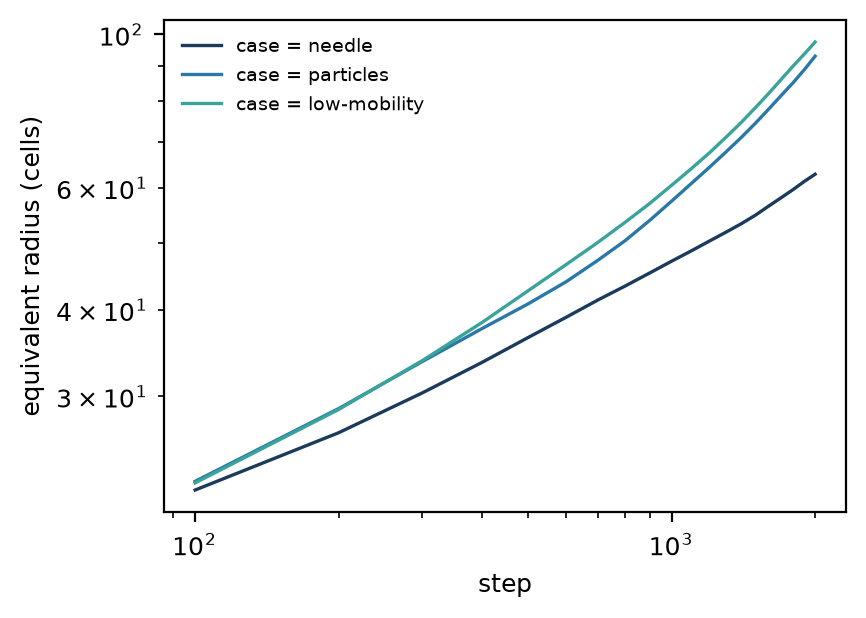 10²
case = needle
case = particles
case = low-mobility
6 × 10¹
4 × 10¹
3 × 10¹
equivalent radius (cells)
10² 10³
step